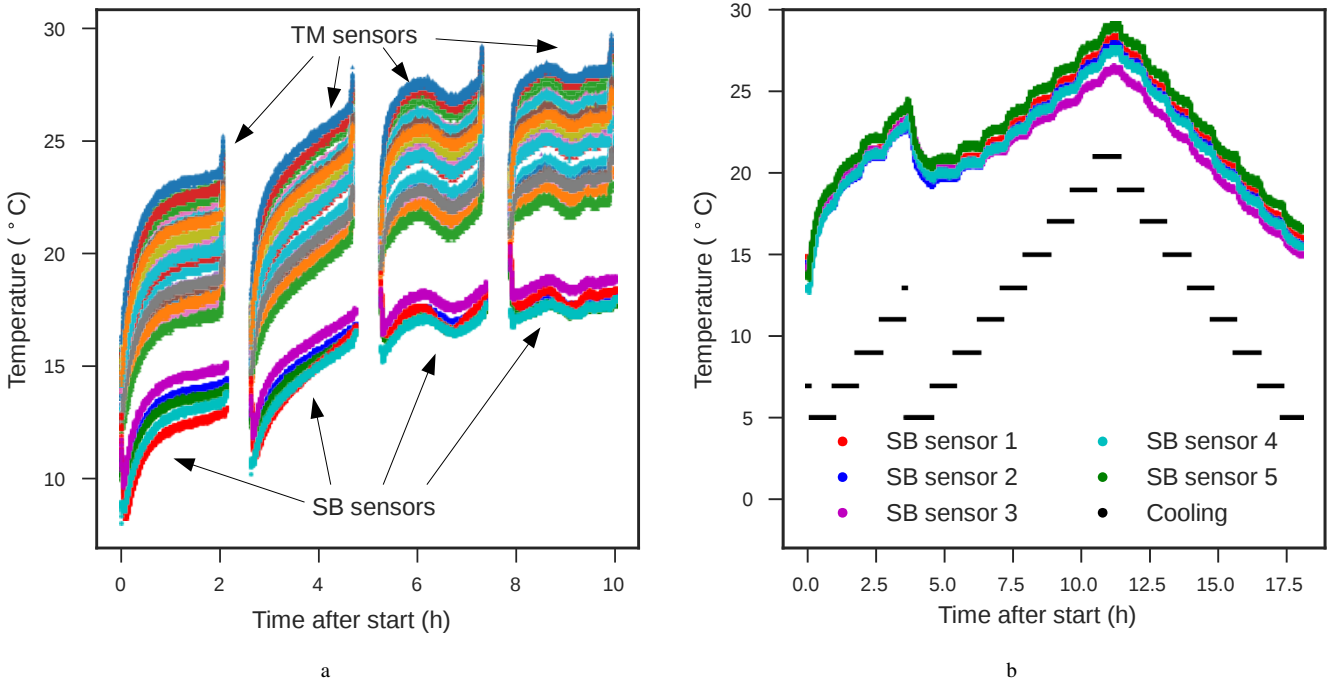 30
25
20
15
10
Temperature ( ° C)
TM sensors
SB sensors
0 2 4 6 8 10
Time after start (h)
a
30
25
20
15
10
5
0
Temperature ( ° C)
SB sensor 1
SB sensor 2
SB sensor 3
SB sensor 4
SB sensor 5
Cooling
0.0 2.5 5.0 7.5 10.0 12.5 15.0 17.5
Time after start (h)
b